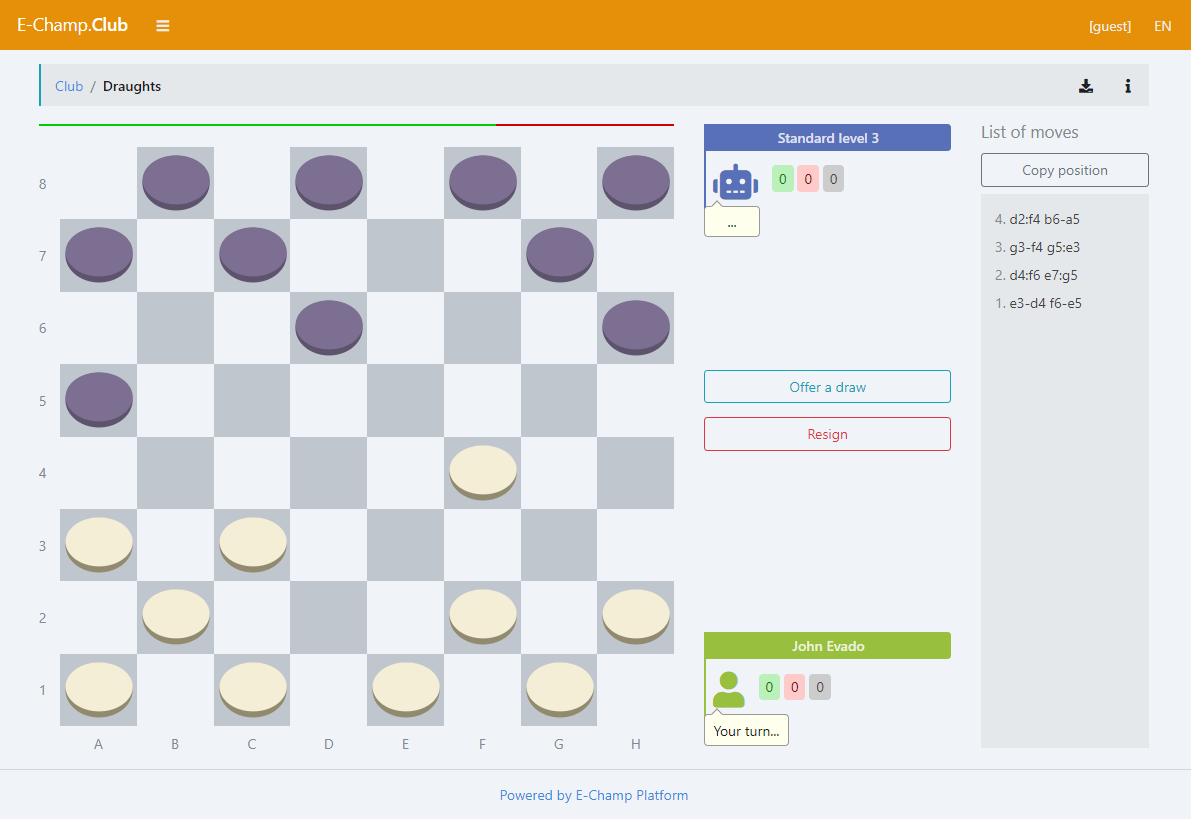 E-Champ.Club
[guest] EN
Club / Draughts
Standard level 3
0 0 0
...
List of moves
Copy position
4. d2:f4 b6-a5
3. g3-f4 g5:e3
2. d4:f6 e7:g5
1. e3-d4 f6-e5
8
7
6
5
4
3
2
1
A B C D E F G H
Offer a draw
Resign
John Evado
0 0 0
Your turn...
Powered by E-Champ Platform